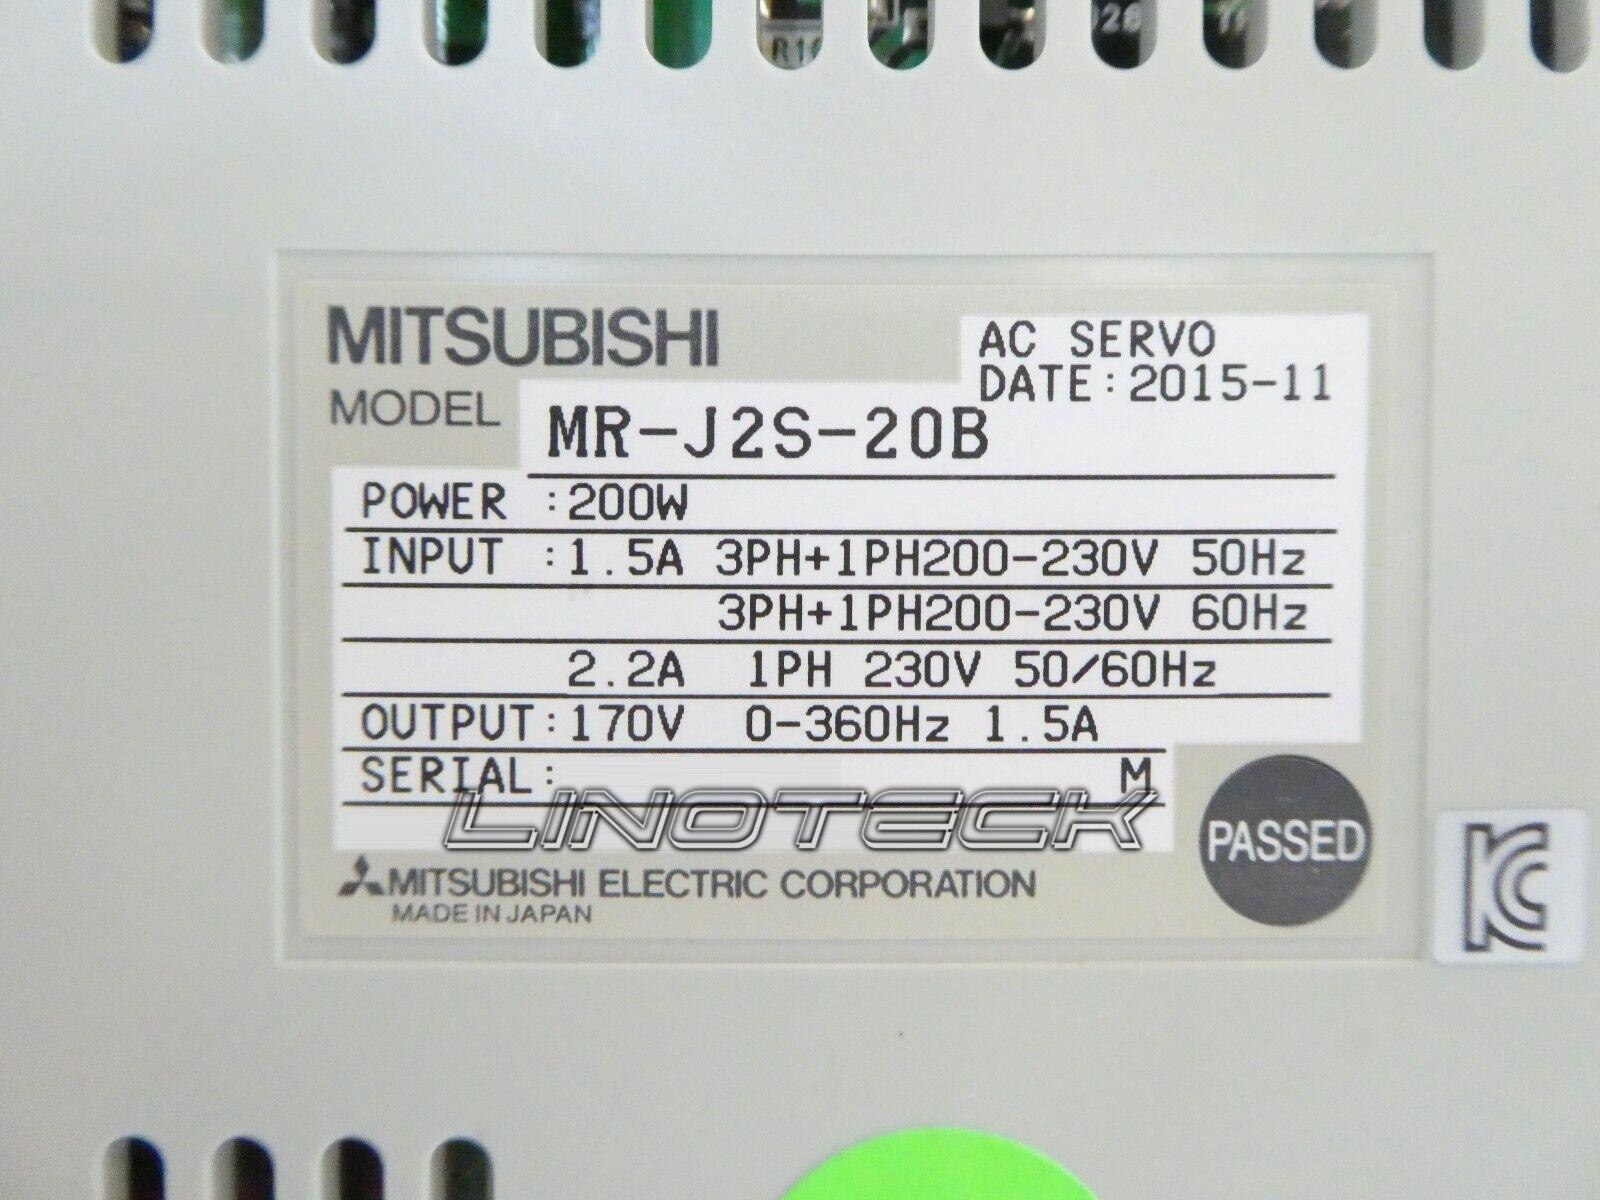 MITSUBISHI
AC SERVO
DATE:2015-11
MODEL MR-J2S-20B
POWER :200W
INPUT :1.5A 3PH+1PH200-230V 50Hz
3PH+1PH200-230V 60Hz
2.2A 1PH 230V 50/60Hz
OUTPUT:170V 0-360Hz 1.5A
SERIAL: M
LINOTECK
PASSED
MITSUBISHI ELECTRIC CORPORATION
MADE IN JAPAN